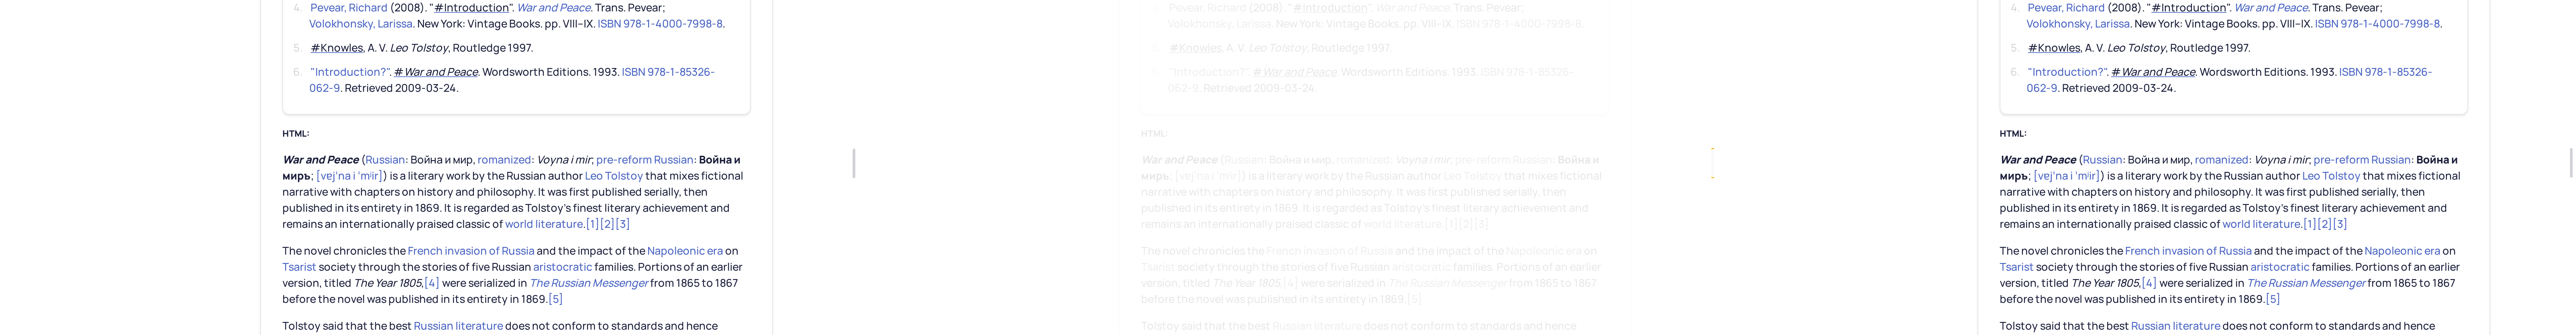 4. Pevear, Richard (2008). "#Introduction". War and Peace. Trans. Pevear;
Volokhonsky, Larissa. New York: Vintage Books. pp. VIII–IX. ISBN 978-1-4000-7998-8.
5. #Knowles, A. V. Leo Tolstoy, Routledge 1997.
6. "Introduction?". #War and Peace. Wordsworth Editions. 1993. ISBN 978-1-85326-
062-9. Retrieved 2009-03-24.
HTML:
War and Peace (Russian: Война и мир, romanized: Voyna i mir; pre-reform Russian: Война и
миръ; [vɐjˈna i ˈmʲir]) is a literary work by the Russian author Leo Tolstoy that mixes fictional
narrative with chapters on history and philosophy. It was first published serially, then
published in its entirety in 1869. It is regarded as Tolstoy's finest literary achievement and
remains an internationally praised classic of world literature.[1][2][3]
The novel chronicles the French invasion of Russia and the impact of the Napoleonic era on
Tsarist society through the stories of five Russian aristocratic families. Portions of an earlier
version, titled The Year 1805,[4] were serialized in The Russian Messenger from 1865 to 1867
before the novel was published in its entirety in 1869.[5]
Tolstoy said that the best Russian literature does not conform to standards and hence
4. Pevear, Richard (2008). "#Introduction". War and Peace. Trans. Pevear;
Volokhonsky, Larissa. New York: Vintage Books. pp. VIII–IX. ISBN 978-1-4000-7998-8.
5. #Knowles, A. V. Leo Tolstoy, Routledge 1997.
6. "Introduction?". #War and Peace. Wordsworth Editions. 1993. ISBN 978-1-85326-
062-9. Retrieved 2009-03-24.
HTML:
War and Peace (Russian: Война и мир, romanized: Voyna i mir; pre-reform Russian: Война и
миръ; [vɐjˈna i ˈmʲir]) is a literary work by the Russian author Leo Tolstoy that mixes fictional
narrative with chapters on history and philosophy. It was first published serially, then
published in its entirety in 1869. It is regarded as Tolstoy's finest literary achievement and
remains an internationally praised classic of world literature.[1][2][3]
The novel chronicles the French invasion of Russia and the impact of the Napoleonic era on
Tsarist society through the stories of five Russian aristocratic families. Portions of an earlier
version, titled The Year 1805,[4] were serialized in The Russian Messenger from 1865 to 1867
before the novel was published in its entirety in 1869.[5]
Tolstoy said that the best Russian literature does not conform to standards and hence
4. Pevear, Richard (2008). "#Introduction". War and Peace. Trans. Pevear;
Volokhonsky, Larissa. New York: Vintage Books. pp. VIII–IX. ISBN 978-1-4000-7998-8.
5. #Knowles, A. V. Leo Tolstoy, Routledge 1997.
6. "Introduction?". #War and Peace. Wordsworth Editions. 1993. ISBN 978-1-85326-
062-9. Retrieved 2009-03-24.
HTML:
War and Peace (Russian: Война и мир, romanized: Voyna i mir; pre-reform Russian: Война и
миръ; [vɐjˈna i ˈmʲir]) is a literary work by the Russian author Leo Tolstoy that mixes fictional
narrative with chapters on history and philosophy. It was first published serially, then
published in its entirety in 1869. It is regarded as Tolstoy's finest literary achievement and
remains an internationally praised classic of world literature.[1][2][3]
The novel chronicles the French invasion of Russia and the impact of the Napoleonic era on
Tsarist society through the stories of five Russian aristocratic families. Portions of an earlier
version, titled The Year 1805,[4] were serialized in The Russian Messenger from 1865 to 1867
before the novel was published in its entirety in 1869.[5]
Tolstoy said that the best Russian literature does not conform to standards and hence